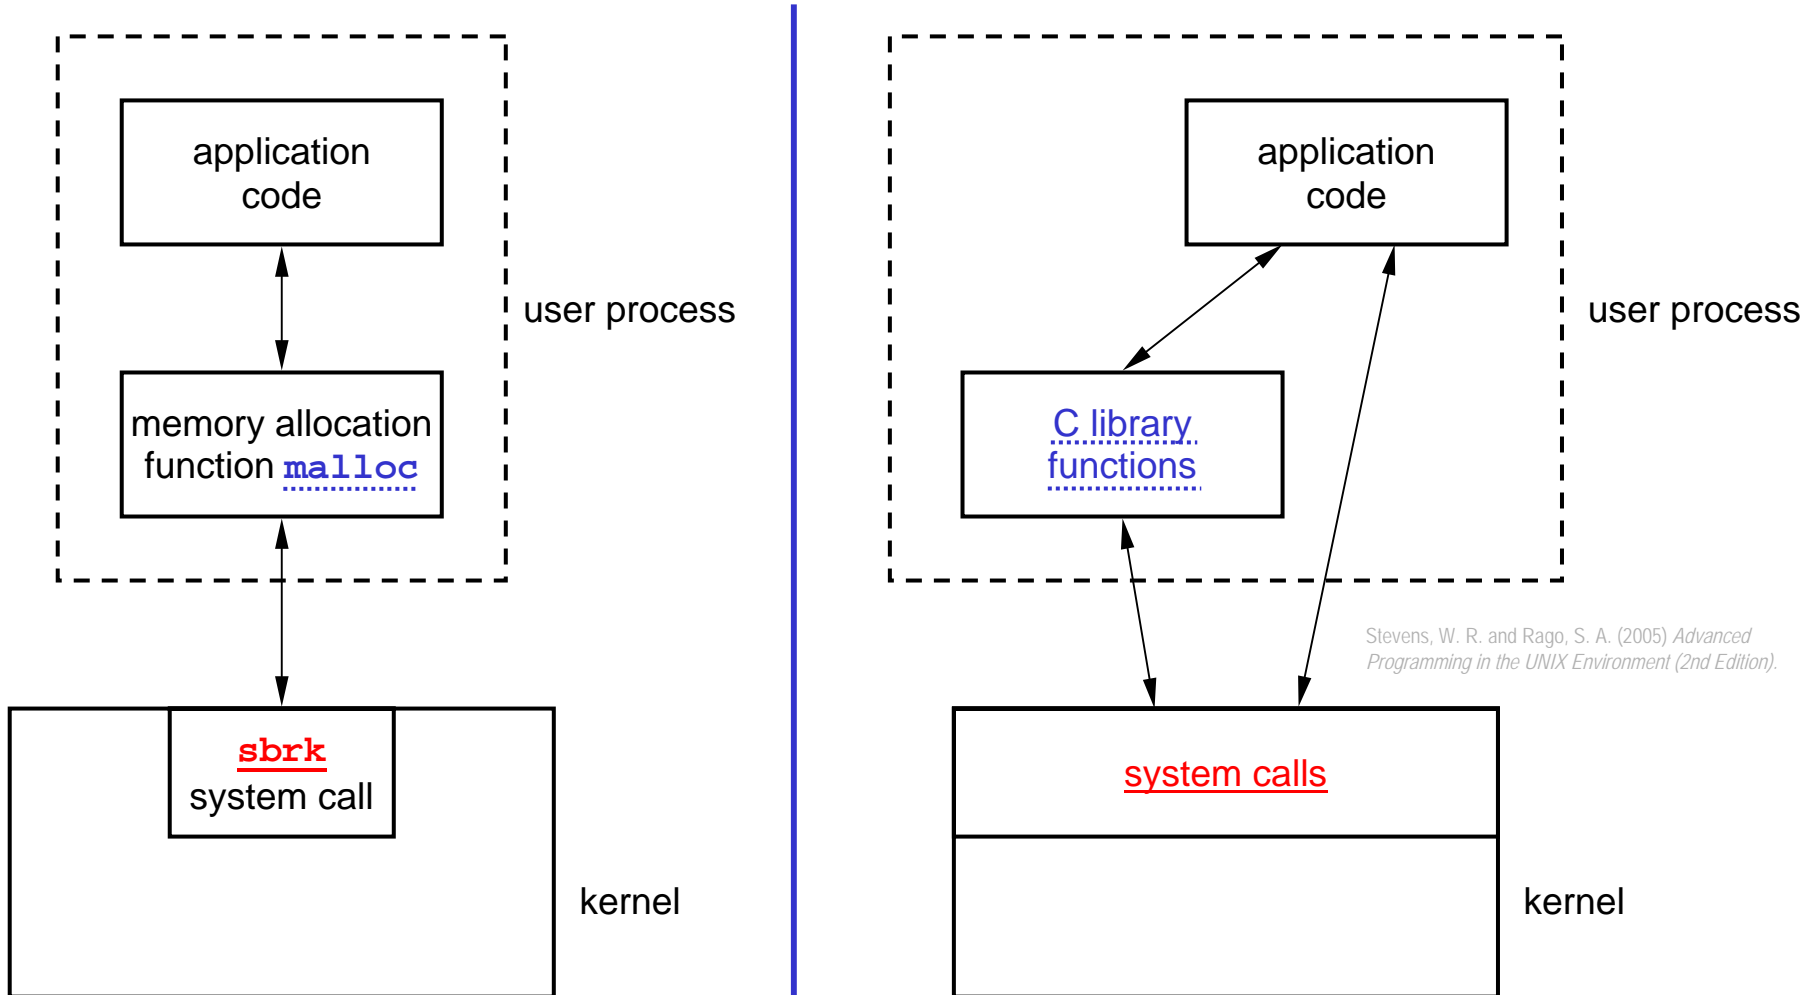 application
code
user process
memory allocation
function malloc
sbrk
system call
kernel
application
code
user process
C library
functions
Stevens, W. R. and Rago, S. A. (2005) Advanced
Programming in the UNIX Environment (2nd Edition).
system calls
kernel